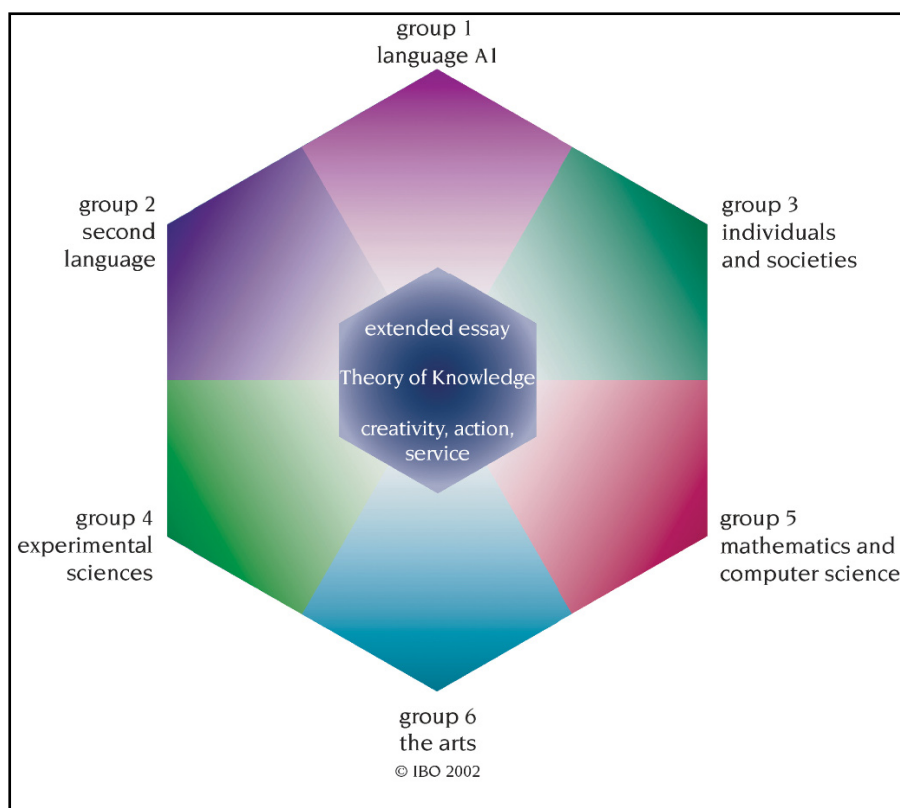 group 1
language A1
group 2
second
language
group 3
individuals
and societies
extended essay
Theory of Knowledge
creativity, action,
service
group 4
experimental
sciences
group 5
mathematics and
computer science
group 6
the arts
© IBO 2002